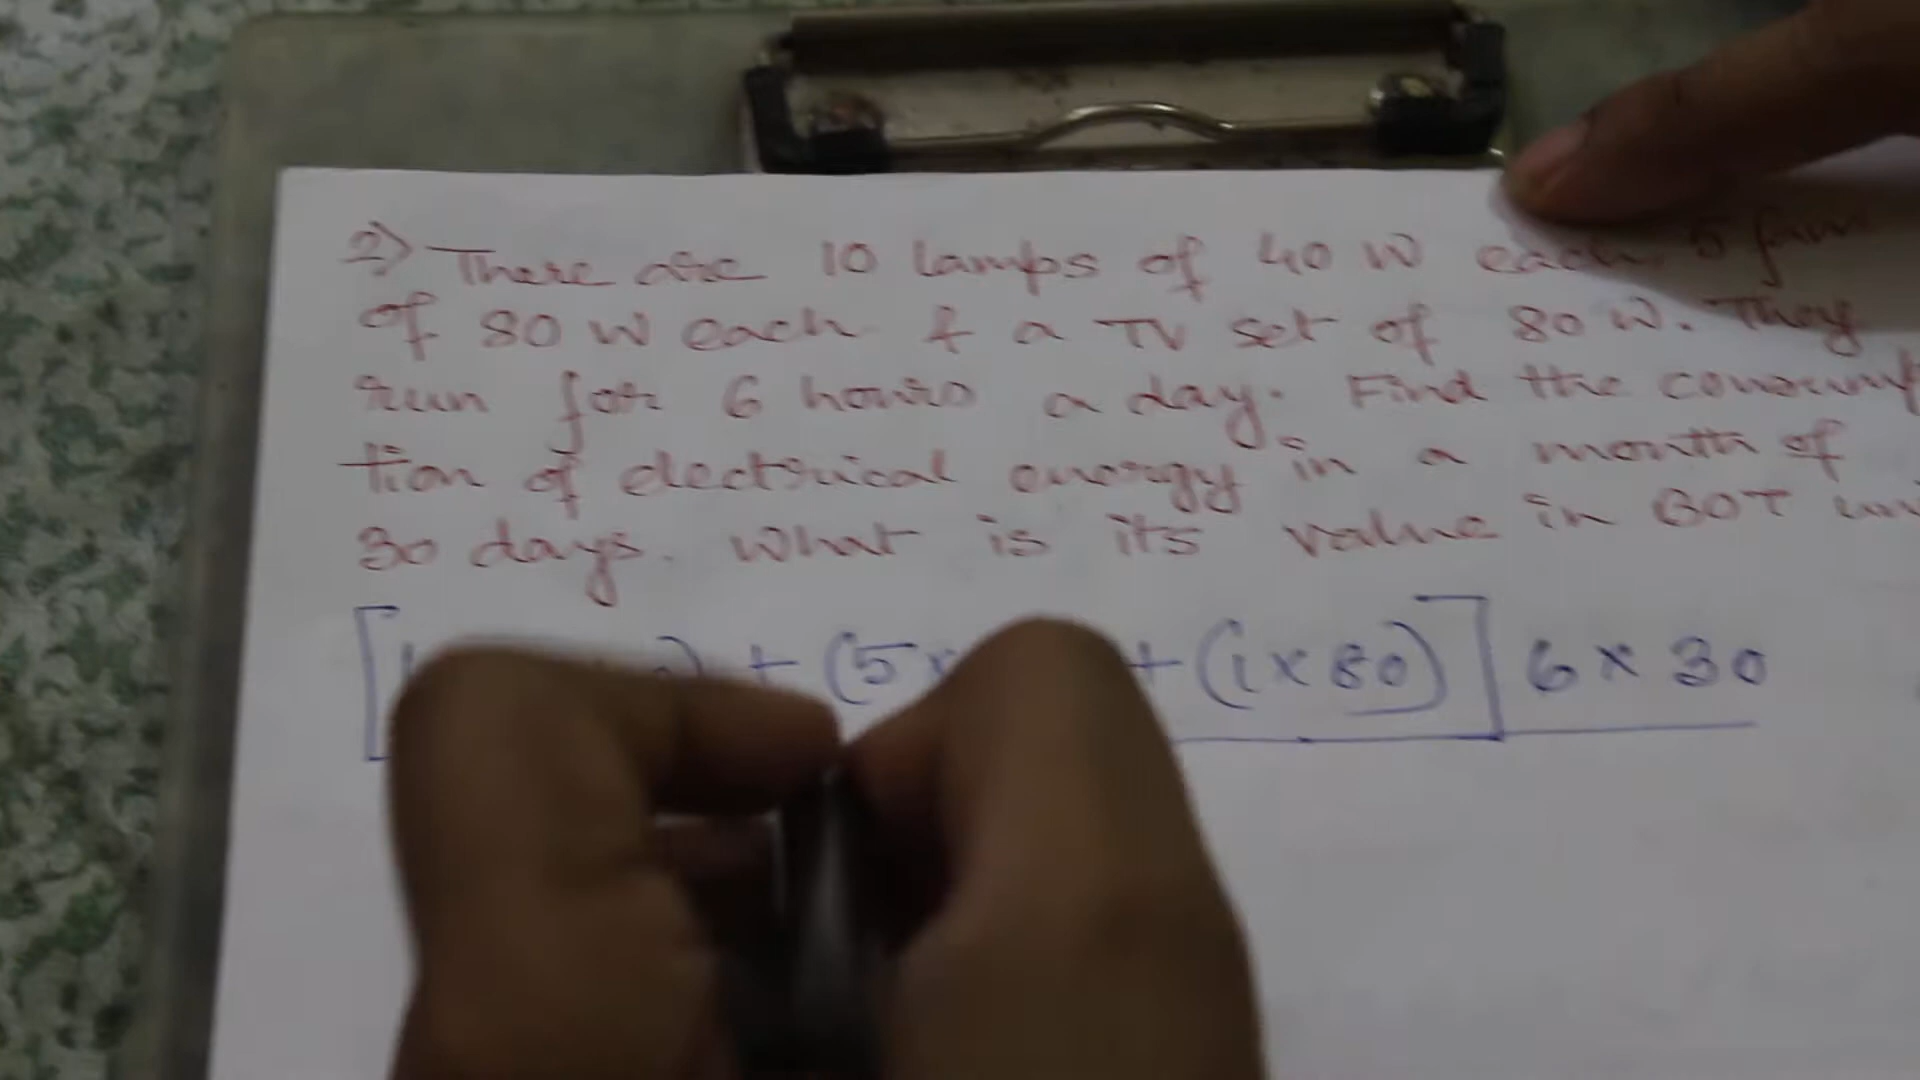 2) There are 10 lamps of 40 W each, 5 fans
of 80 W each & a TV set of 80 W. They
run for 6 hours a day. Find the consump
tion of electrical energy in a month of
30 days. What is its value in BOT
[ ) + (5 × + (1 × 80)] 6 × 30